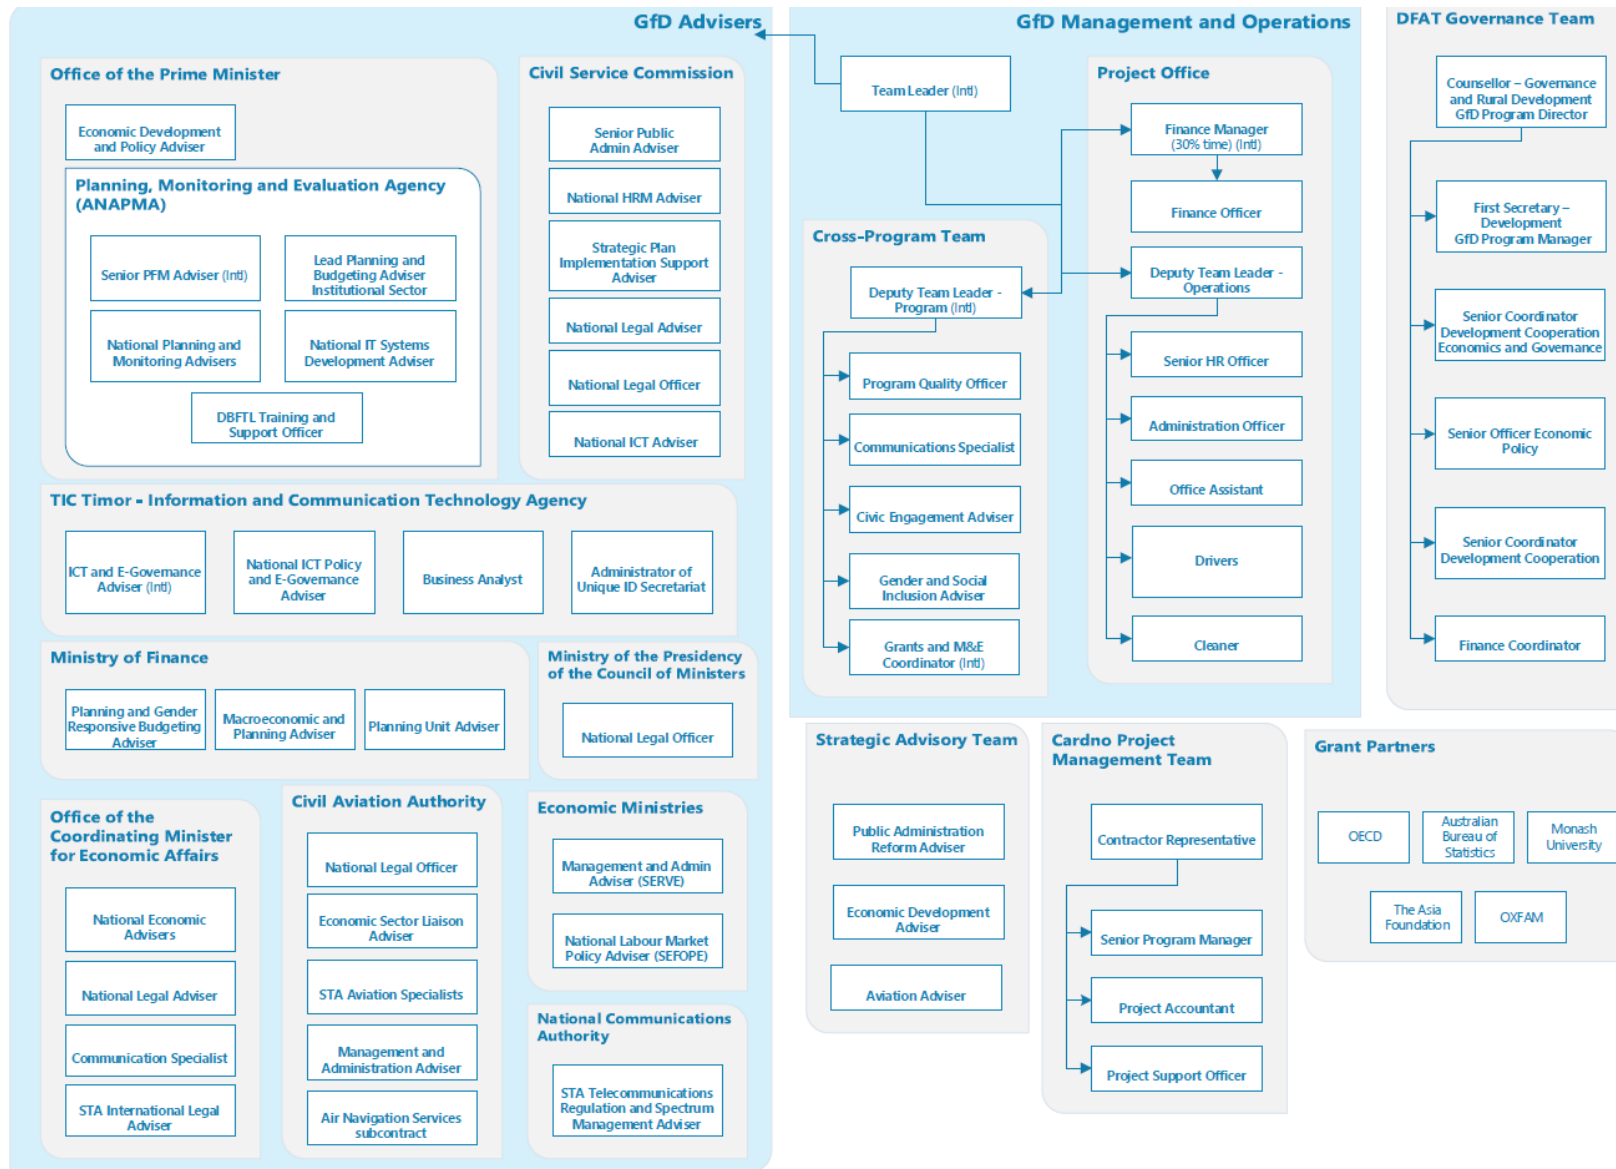 GfD Advisers
Office of the Prime Minister
Economic Development
and Policy Adviser
Planning, Monitoring and Evaluation Agency
(ANAPMA)
Senior PFM Adviser (Intl)
Lead Planning and
Budgeting Adviser
Institutional Sector
National Planning and
Monitoring Advisers
National IT Systems
Development Adviser
DBFTL Training and
Support Officer
Civil Service Commission
Senior Public
Admin Adviser
National HRM Adviser
Strategic Plan
Implementation Support
Adviser
National Legal Adviser
National Legal Officer
National ICT Adviser
TIC Timor - Information and Communication Technology Agency
ICT and E-Governance
Adviser (Intl)
National ICT Policy
and E-Governance
Adviser
Business Analyst
Administrator of
Unique ID Secretariat
Ministry of Finance
Planning and Gender
Responsive Budgeting
Adviser
Macroeconomic and
Planning Adviser
Planning Unit Adviser
Ministry of the Presidency
of the Council of Ministers
National Legal Officer
Office of the
Coordinating Minister
for Economic Affairs
National Economic
Advisers
National Legal Adviser
Communication Specialist
STA International Legal
Adviser
Civil Aviation Authority
National Legal Officer
Economic Sector Liaison
Adviser
STA Aviation Specialists
Management and
Administration Adviser
Air Navigation Services
subcontract
Economic Ministries
Management and Admin
Adviser (SERVE)
National Labour Market
Policy Adviser (SEFOPE)
National Communications
Authority
STA Telecommunications
Regulation and Spectrum
Management Adviser
GfD Management and Operations
Team Leader (Intl)
Cross-Program Team
Deputy Team Leader -
Program (Intl)
Program Quality Officer
Communications Specialist
Civic Engagement Adviser
Gender and Social
Inclusion Adviser
Grants and M&E
Coordinator (Intl)
Project Office
Finance Manager
(30% time) (Intl)
Finance Officer
Deputy Team Leader -
Operations
Senior HR Officer
Administration Officer
Office Assistant
Drivers
Cleaner
DFAT Governance Team
Counsellor – Governance
and Rural Development
GfD Program Director
First Secretary –
Development
GfD Program Manager
Senior Coordinator
Development Cooperation
Economics and Governance
Senior Officer Economic
Policy
Senior Coordinator
Development Cooperation
Finance Coordinator
Strategic Advisory Team
Public Administration
Reform Adviser
Economic Development
Adviser
Aviation Adviser
Cardno Project
Management Team
Contractor Representative
Senior Program Manager
Project Accountant
Project Support Officer
Grant Partners
OECD
Australian
Bureau of
Statistics
Monash
University
The Asia
Foundation
OXFAM